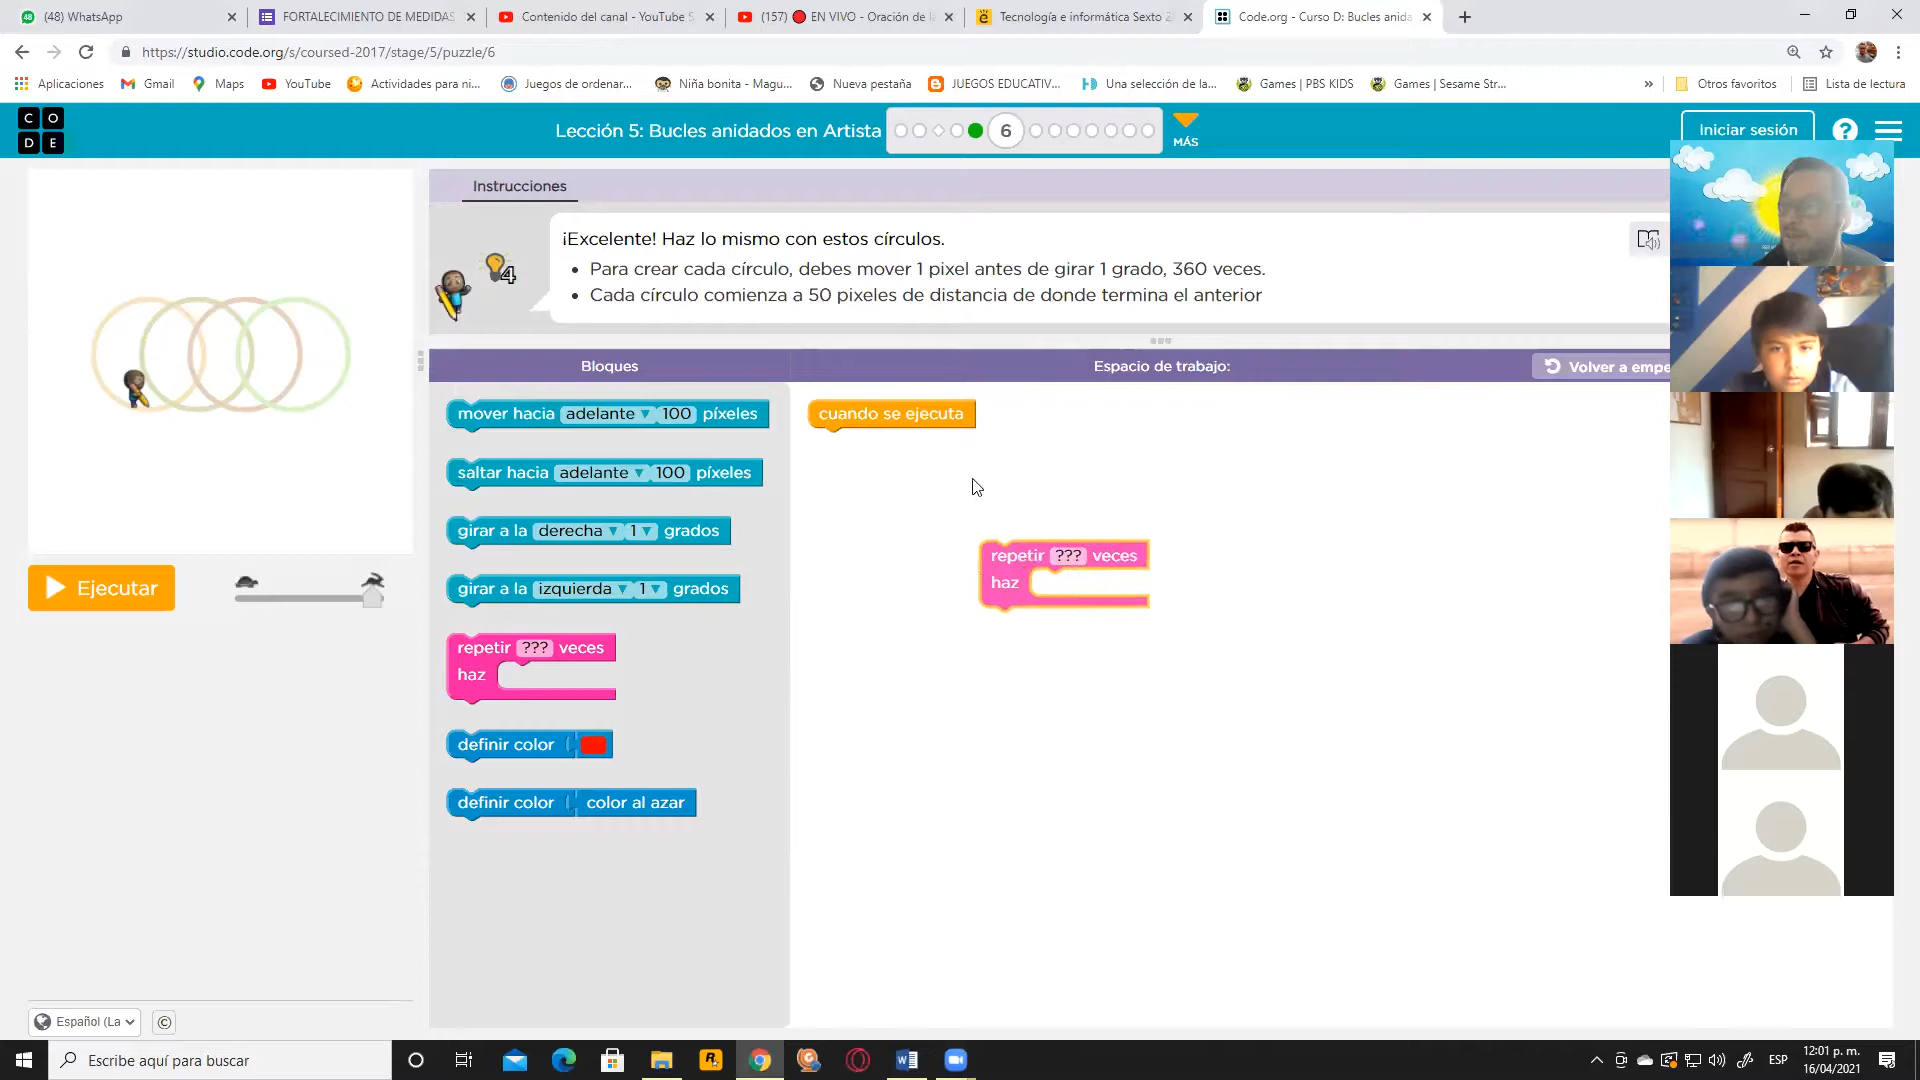 (48) WhatsApp
FORTALECIMIENTO DE MEDIDAS
Contenido del canal - YouTube S
(157) EN VIVO - Oración de l
Tecnología e informática Sexto 2
Code.org - Curso D: Bucles anida
https://studio.code.org/s/coursed-2017/stage/5/puzzle/6
Aplicaciones
Gmail
Maps
YouTube
Actividades para ni...
Juegos de ordenar...
Niña bonita - Magu...
Nueva pestaña
JUEGOS EDUCATIV...
Una selección de la...
Games | PBS KIDS
Games | Sesame Str...
»
Otros favoritos
Lista de lectura
C O
D E
Lección 5: Bucles anidados en Artista
6
MÁS
Iniciar sesión
?
Instrucciones
4
¡Excelente! Haz lo mismo con estos círculos.
• Para crear cada círculo, debes mover 1 pixel antes de girar 1 grado, 360 veces.
• Cada círculo comienza a 50 pixeles de distancia de donde termina el anterior
Bloques
Espacio de trabajo:
Volver a empe
mover hacia adelante 100 píxeles
saltar hacia adelante 100 píxeles
girar a la derecha 1 grados
girar a la izquierda 1 grados
repetir ??? veces
haz
definir color
definir color color al azar
cuando se ejecuta
repetir ??? veces
haz
Ejecutar
Español (La
©
Escribe aquí para buscar
ESP
12:01 p. m.
16/04/2021